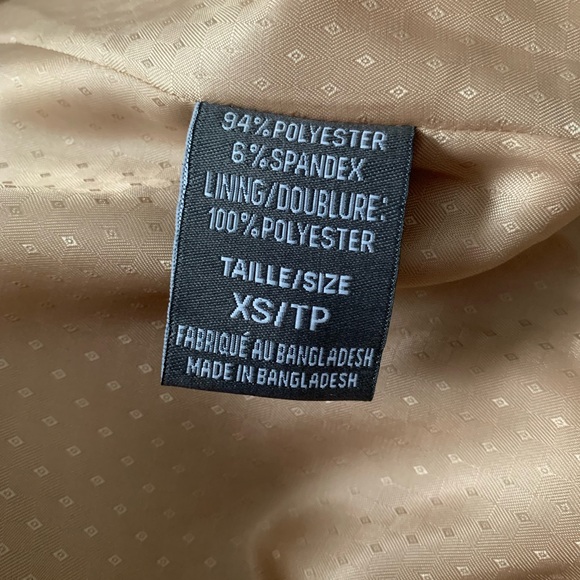 94% POLYESTER
6% SPANDEX
LINING/DOUBLURE:
100% POLYESTER
TAILLE/SIZE
XS/TP
FABRIQUÉ AU BANGLADESH
MADE IN BANGLADESH